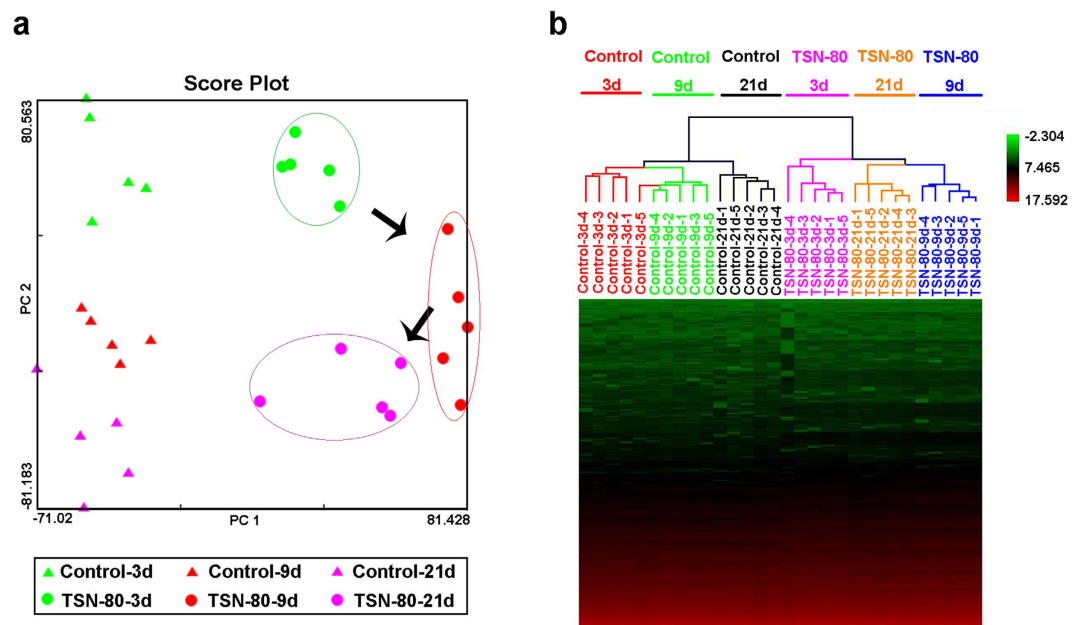 a
Score Plot
80.563
PC 2
-81.183
-71.02
PC 1
81.428
Control-3d
Control-9d
Control-21d
TSN-80-3d
TSN-80-9d
TSN-80-21d
b
Control Control Control TSN-80 TSN-80 TSN-80
3d 9d 21d 3d 21d 9d
-2.304
7.465
17.592
Control-3d-4
Control-3d-3
Control-3d-2
Control-3d-1
Control-3d-5
Control-9d-4
Control-9d-2
Control-9d-1
Control-9d-3
Control-9d-5
Control-21d-1
Control-21d-5
Control-21d-2
Control-21d-3
Control-21d-4
TSN-80-3d-4
TSN-80-3d-3
TSN-80-3d-2
TSN-80-3d-1
TSN-80-3d-5
TSN-80-21d-1
TSN-80-21d-5
TSN-80-21d-2
TSN-80-21d-4
TSN-80-21d-3
TSN-80-9d-4
TSN-80-9d-3
TSN-80-9d-2
TSN-80-9d-5
TSN-80-9d-1